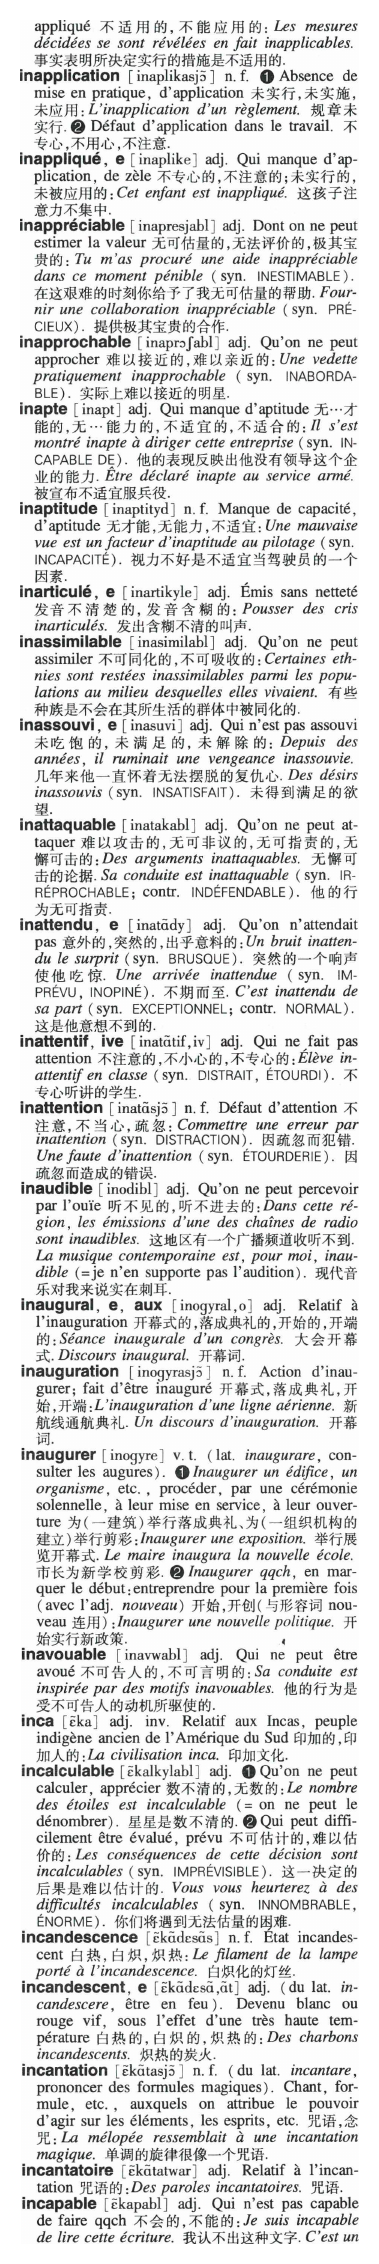 appliqué 不适用的,不能应用的: Les mesures
décidées se sont révélées en fait inapplicables.
事实表明所决定实行的措施是不适用的.
inapplication [inaplikasjɔ̃] n. f. ❶ Absence de
mise en pratique, d'application 未实行,未实施,
未应用: L'inapplication d'un règlement. 规章未
实行. ❷ Défaut d'application dans le travail. 不
专心,不用心,不注意.
inappliqué, e [inaplike] adj. Qui manque d'ap-
plication, de zèle 不专心的,不注意的;未实行的,
未被应用的: Cet enfant est inappliqué. 这孩子注
意力不集中.
inappréciable [inapresjabl] adj. Dont on ne peut
estimer la valeur 无可估量的,无法评价的,极其宝
贵的: Tu m'as procuré une aide inappréciable
dans ce moment pénible (syn. INESTIMABLE).
在这艰难的时刻你给予了我无可估量的帮助. Four-
nir une collaboration inappréciable (syn. PRÉ-
CIEUX). 提供极其宝贵的合作.
inapprochable [inaprɔʃabl] adj. Qu'on ne peut
approcher 难以接近的,难以亲近的: Une vedette
pratiquement inapprochable (syn. INABORDA-
BLE). 实际上难以接近的明星.
inapte [inapt] adj. Qui manque d'aptitude 无…才
能的,无…能力的,不适宜的,不适合的: Il s'est
montré inapte à diriger cette entreprise (syn. IN-
CAPABLE DE). 他的表现反映出他没有领导这个企
业的能力. Être déclaré inapte au service armé.
被宣布不适宜服兵役.
inaptitude [inaptityd] n. f. Manque de capacité,
d'aptitude 无才能,无能力,不适宜: Une mauvaise
vue est un facteur d'inaptitude au pilotage (syn.
INCAPACITÉ). 视力不好是不适宜当驾驶员的一个
因素.
inarticulé, e [inartikyle] adj. Émis sans netteté
发音不清楚的,发音含糊的: Pousser des cris
inarticulés. 发出含糊不清的叫声.
inassimilable [inasimilabl] adj. Qu'on ne peut
assimiler 不可同化的,不可吸收的: Certaines eth-
nies sont restées inassimilables parmi les popu-
lations au milieu desquelles elles vivaient. 有些
种族是不会在其所生活的群体中被同化的.
inassouvi, e [inasuvi] adj. Qui n'est pas assouvi
未吃饱的,未满足的,未解除的: Depuis des
années, il ruminait une vengeance inassouvie.
几年来他一直怀着无法摆脱的复仇心. Des désirs
inassouvis (syn. INSATISFAIT). 未得到满足的欲
望.
inattaquable [inatakabl] adj. Qu'on ne peut at-
taquer 难以攻击的,无可非议的,无可指责的,无
懈可击的: Des arguments inattaquables. 无懈可
击的论据. Sa conduite est inattaquable (syn. IR-
RÉPROCHABLE; contr. INDÉFENDABLE). 他的行
为无可指责.
inattendu, e [inatɑ̃dy] adj. Qu'on n'attendait
pas 意外的,突然的,出乎意料的: Un bruit inatten-
du le surprit (syn. BRUSQUE). 突然的一个响声
使他吃惊. Une arrivée inattendue (syn. IM-
PRÉVU, INOPINÉ). 不期而至. C'est inattendu de
sa part (syn. EXCEPTIONNEL; contr. NORMAL).
这是他意想不到的.
inattentif, ive [inatɑ̃tif,iv] adj. Qui ne fait pas
attention 不注意的,不小心的,不专心的: Élève in-
attentif en classe (syn. DISTRAIT, ÉTOURDI). 不
专心听讲的学生.
inattention [inatɑ̃sjɔ̃] n. f. Défaut d'attention 不
注意,不当心,疏忽: Commettre une erreur par
inattention (syn. DISTRACTION). 因疏忽而犯错.
Une faute d'inattention (syn. ÉTOURDERIE). 因
疏忽而造成的错误.
inaudible [inodibl] adj. Qu'on ne peut percevoir
par l'ouïe 听不见的,听不进去的: Dans cette ré-
gion, les émissions d'une des chaînes de radio
sont inaudibles. 这地区有一个广播频道收听不到.
La musique contemporaine est, pour moi, inau-
dible (=je n'en supporte pas l'audition). 现代音
乐对我来说实在刺耳.
inaugural, e, aux [inogyral,o] adj. Relatif à
l'inauguration 开幕式的,落成典礼的,开始的,开端
的: Séance inaugurale d'un congrès. 大会开幕
式. Discours inaugural. 开幕词.
inauguration [inogyrasjɔ̃] n. f. Action d'inau-
gurer; fait d'être inauguré 开幕式,落成典礼,开
始,开端: L'inauguration d'une ligne aérienne. 新
航线通航典礼. Un discours d'inauguration. 开幕
词.
inaugurer [inogyre] v. t. (lat. inaugurare, con-
sulter les augures). ❶ Inaugurer un édifice, un
organisme, etc., procéder, par une cérémonie
solennelle, à leur mise en service, à leur ouver-
ture 为(一建筑)举行落成典礼、为(一组织机构的
建立)举行剪彩: Inaugurer une exposition. 举行展
览开幕式. Le maire inaugura la nouvelle école.
市长为新学校剪彩. ❷ Inaugurer qqch, en mar-
quer le début; entreprendre pour la première fois
(avec l'adj. nouveau) 开始,开创(与形容词 nou-
veau 连用): Inaugurer une nouvelle politique. 开
始实行新政策.
inavouable [inavwabl] adj. Qui ne peut être
avoué 不可告人的,不可言明的: Sa conduite est
inspirée par des motifs inavouables. 他的行为是
受不可告人的动机所驱使的.
inca [ɛ̃ka] adj. inv. Relatif aux Incas, peuple
indigène ancien de l'Amérique du Sud 印加的,印
加人的: La civilisation inca. 印加文化.
incalculable [ɛ̃kalkylabl] adj. ❶ Qu'on ne peut
calculer, apprécier 数不清的,无数的: Le nombre
des étoiles est incalculable (= on ne peut le
dénombrer). 星星是数不清的. ❷ Qui peut diffi-
cilement être évalué, prévu 不可估计的,难以估
价的: Les conséquences de cette décision sont
incalculables (syn. IMPRÉVISIBLE). 这一决定的
后果是难以估计的. Vous vous heurterez à des
difficultés incalculables (syn. INNOMBRABLE,
ÉNORME). 你们将遇到无法估量的困难.
incandescence [ɛ̃kɑ̃dɛsɑ̃s] n. f. État incandes-
cent 白热,白炽,炽热: Le filament de la lampe
porté à l'incandescence. 白炽化的灯丝.
incandescent, e [ɛ̃kɑ̃dɛsɑ̃,ɑ̃t] adj. (du lat. in-
candescere, être en feu). Devenu blanc ou
rouge vif, sous l'effet d'une très haute tem-
pérature 白热的,白炽的,炽热的: Des charbons
incandescents. 炽热的炭火.
incantation [ɛ̃kɑ̃tasjɔ̃] n. f. (du lat. incantare,
prononcer des formules magiques). Chant, for-
mule, etc., auxquels on attribue le pouvoir
d'agir sur les éléments, les esprits, etc. 咒语,念
咒: La mélopée ressemblait à une incantation
magique. 单调的旋律很像一个咒语.
incantatoire [ɛ̃kɑ̃tatwar] adj. Relatif à l'incan-
tation 咒语的: Des paroles incantatoires. 咒语.
incapable [ɛ̃kapabl] adj. Qui n'est pas capable
de faire qqch 不会的,不能的: Je suis incapable
de lire cette écriture. 我认不出这种文字. C'est un